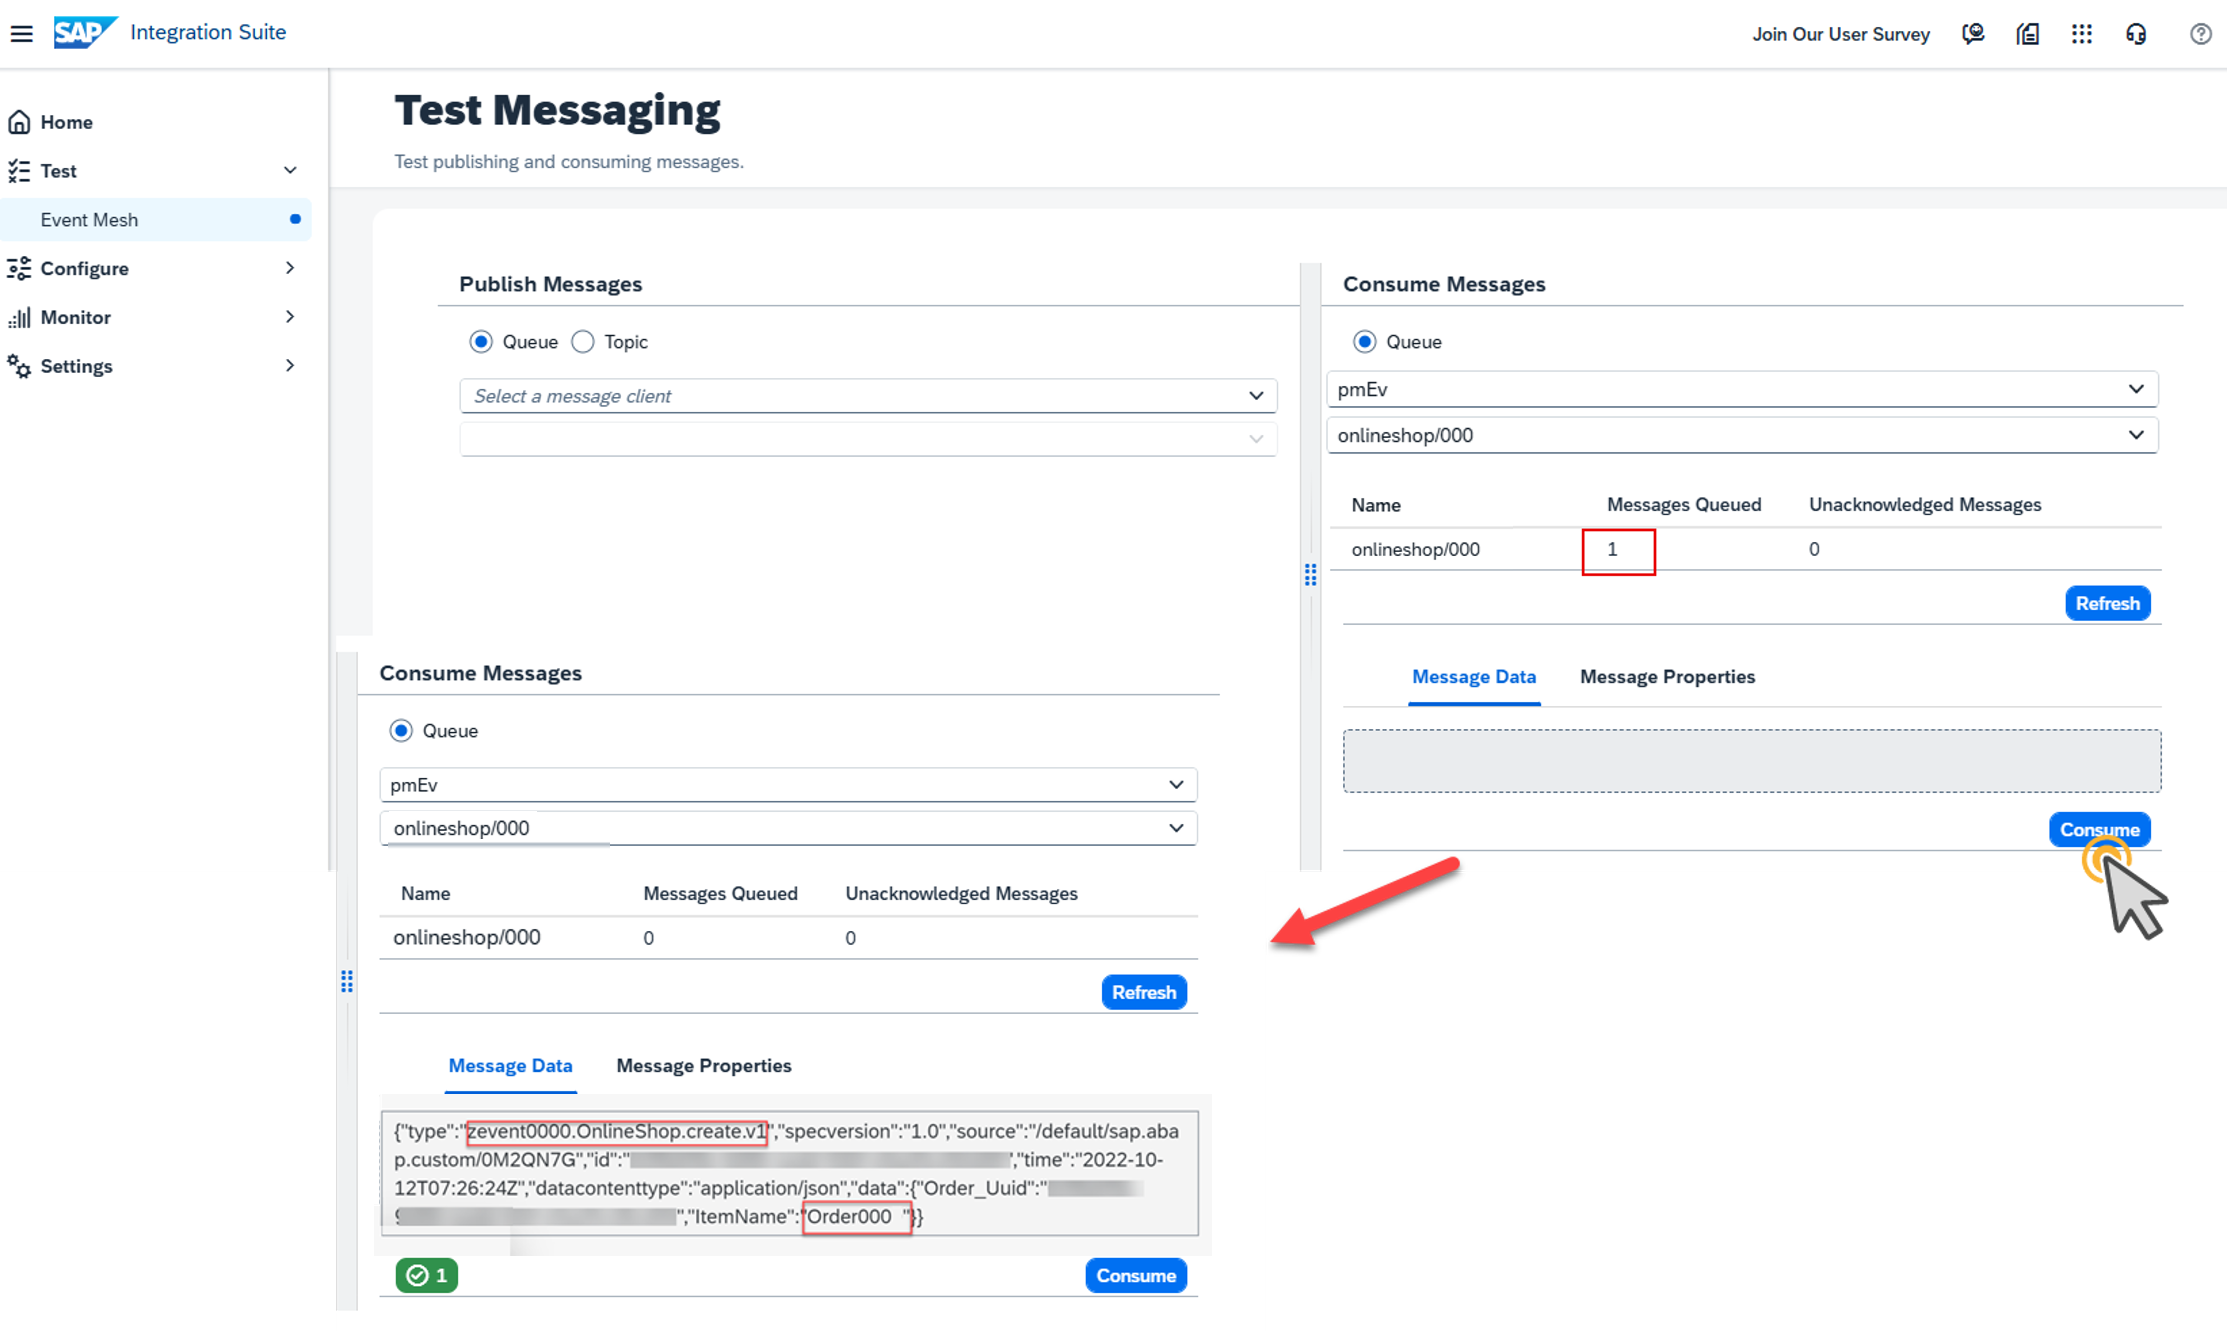 SAP Integration Suite
Join Our User Survey
Home
Test
Event Mesh
Configure
Monitor
Settings
Test Messaging
Test publishing and consuming messages.
Publish Messages
Queue Topic
Select a message client
Consume Messages
Queue
pmEv
onlineshop/000
Name Messages Queued Unacknowledged Messages
onlineshop/000 1 0
Refresh
Message Data Message Properties
Consume
Consume Messages
Queue
pmEv
onlineshop/000
Name Messages Queued Unacknowledged Messages
onlineshop/000 0 0
Refresh
Message Data Message Properties
{"type":"zevent0000.OnlineShop.create.v1","specversion":"1.0","source":"/default/sap.aba
p.custom/0M2QN7G","id":" ","time":"2022-10-
12T07:26:24Z","datacontenttype":"application/json","data":{"Order_Uuid":"
","ItemName":"Order000 "}}
1
Consume